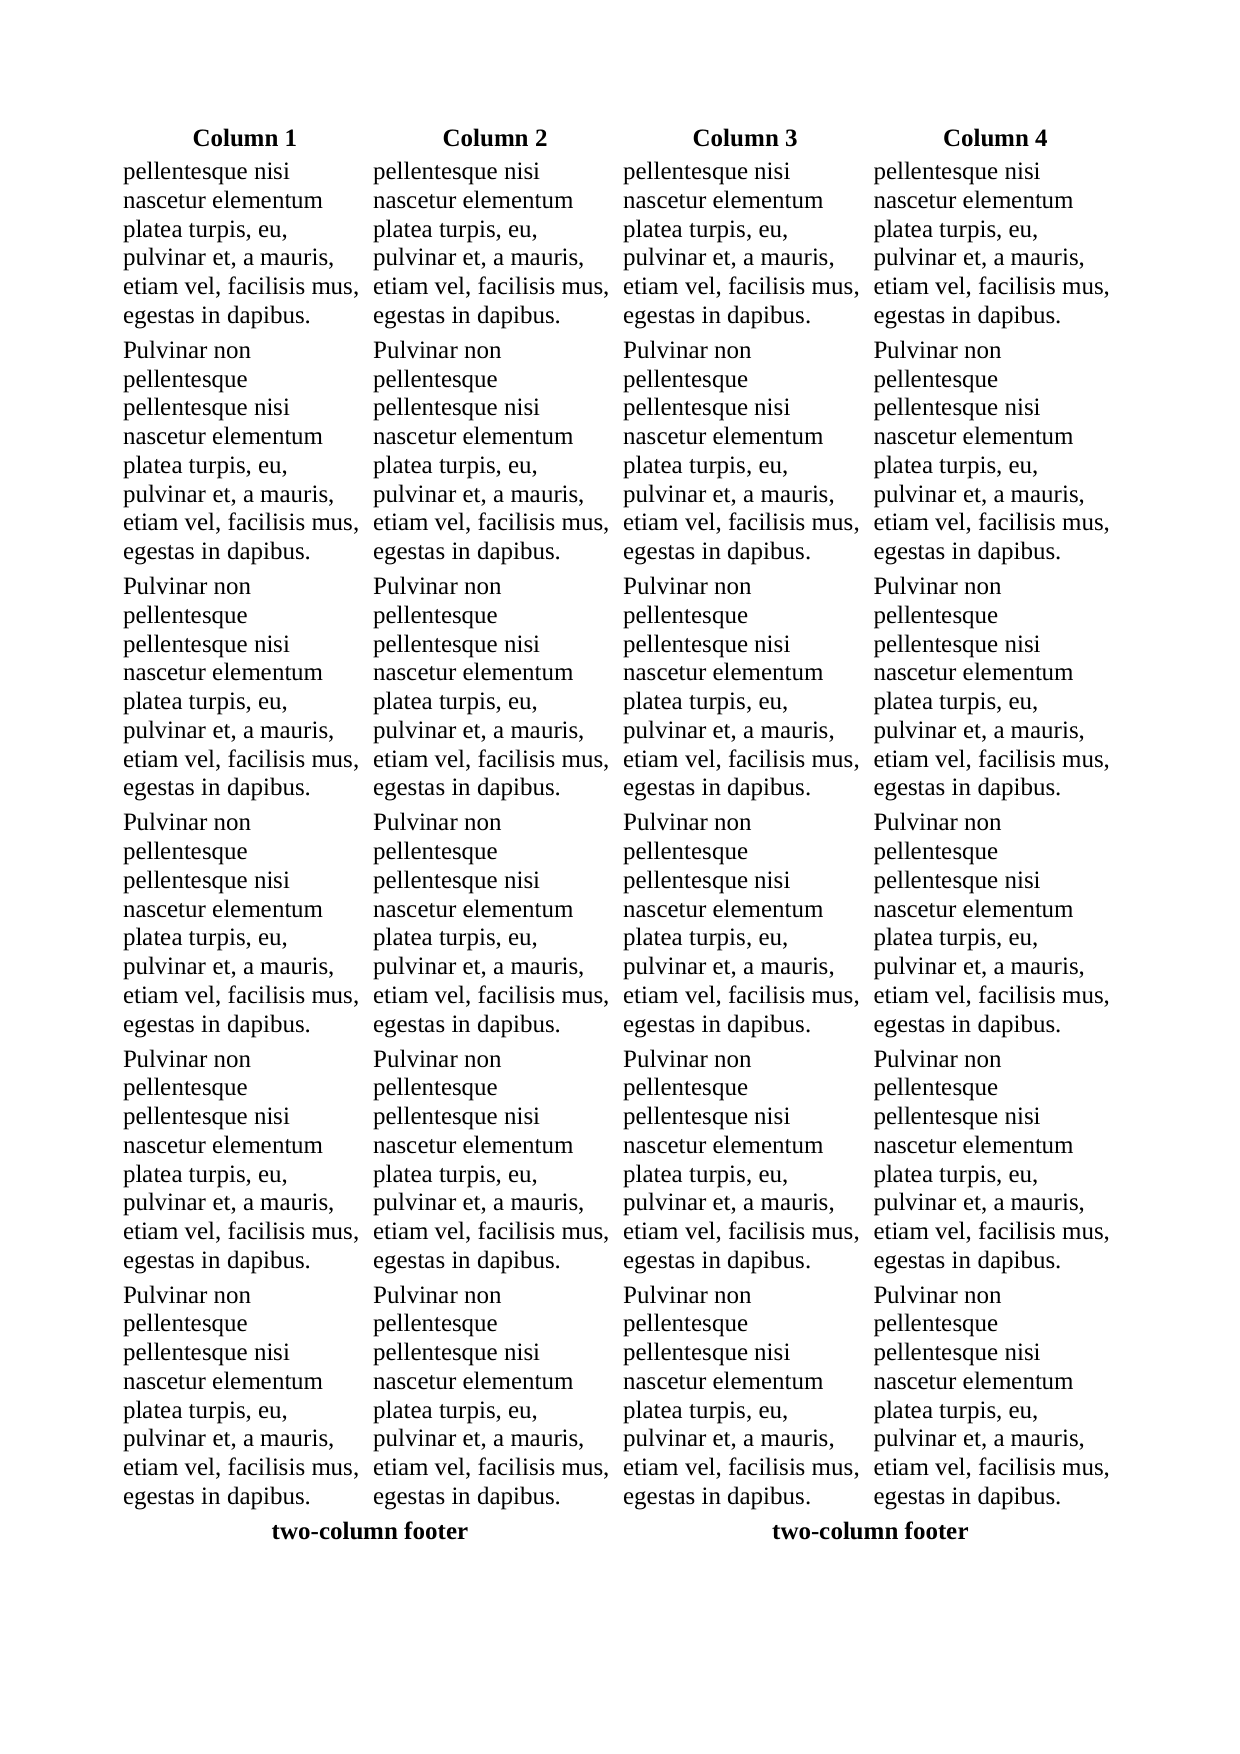 Column 1 Column 2 Column 3 Column 4
pellentesque nisi pellentesque nisi pellentesque nisi pellentesque nisi
nascetur elementum nascetur elementum nascetur elementum nascetur elementum
platea turpis, eu, platea turpis, eu, platea turpis, eu, platea turpis, eu,
pulvinar et, a mauris, pulvinar et, a mauris, pulvinar et, a mauris, pulvinar et, a mauris,
etiam vel, facilisis mus, etiam vel, facilisis mus, etiam vel, facilisis mus, etiam vel, facilisis mus,
egestas in dapibus. egestas in dapibus. egestas in dapibus. egestas in dapibus.
Pulvinar non Pulvinar non Pulvinar non Pulvinar non
pellentesque pellentesque pellentesque pellentesque
pellentesque nisi pellentesque nisi pellentesque nisi pellentesque nisi
nascetur elementum nascetur elementum nascetur elementum nascetur elementum
platea turpis, eu, platea turpis, eu, platea turpis, eu, platea turpis, eu,
pulvinar et, a mauris, pulvinar et, a mauris, pulvinar et, a mauris, pulvinar et, a mauris,
etiam vel, facilisis mus, etiam vel, facilisis mus, etiam vel, facilisis mus, etiam vel, facilisis mus,
egestas in dapibus. egestas in dapibus. egestas in dapibus. egestas in dapibus.
Pulvinar non Pulvinar non Pulvinar non Pulvinar non
pellentesque pellentesque pellentesque pellentesque
pellentesque nisi pellentesque nisi pellentesque nisi pellentesque nisi
nascetur elementum nascetur elementum nascetur elementum nascetur elementum
platea turpis, eu, platea turpis, eu, platea turpis, eu, platea turpis, eu,
pulvinar et, a mauris, pulvinar et, a mauris, pulvinar et, a mauris, pulvinar et, a mauris,
etiam vel, facilisis mus, etiam vel, facilisis mus, etiam vel, facilisis mus, etiam vel, facilisis mus,
egestas in dapibus. egestas in dapibus. egestas in dapibus. egestas in dapibus.
Pulvinar non Pulvinar non Pulvinar non Pulvinar non
pellentesque pellentesque pellentesque pellentesque
pellentesque nisi pellentesque nisi pellentesque nisi pellentesque nisi
nascetur elementum nascetur elementum nascetur elementum nascetur elementum
platea turpis, eu, platea turpis, eu, platea turpis, eu, platea turpis, eu,
pulvinar et, a mauris, pulvinar et, a mauris, pulvinar et, a mauris, pulvinar et, a mauris,
etiam vel, facilisis mus, etiam vel, facilisis mus, etiam vel, facilisis mus, etiam vel, facilisis mus,
egestas in dapibus. egestas in dapibus. egestas in dapibus. egestas in dapibus.
Pulvinar non Pulvinar non Pulvinar non Pulvinar non
pellentesque pellentesque pellentesque pellentesque
pellentesque nisi pellentesque nisi pellentesque nisi pellentesque nisi
nascetur elementum nascetur elementum nascetur elementum nascetur elementum
platea turpis, eu, platea turpis, eu, platea turpis, eu, platea turpis, eu,
pulvinar et, a mauris, pulvinar et, a mauris, pulvinar et, a mauris, pulvinar et, a mauris,
etiam vel, facilisis mus, etiam vel, facilisis mus, etiam vel, facilisis mus, etiam vel, facilisis mus,
egestas in dapibus. egestas in dapibus. egestas in dapibus. egestas in dapibus.
Pulvinar non Pulvinar non Pulvinar non Pulvinar non
pellentesque pellentesque pellentesque pellentesque
pellentesque nisi pellentesque nisi pellentesque nisi pellentesque nisi
nascetur elementum nascetur elementum nascetur elementum nascetur elementum
platea turpis, eu, platea turpis, eu, platea turpis, eu, platea turpis, eu,
pulvinar et, a mauris, pulvinar et, a mauris, pulvinar et, a mauris, pulvinar et, a mauris,
etiam vel, facilisis mus, etiam vel, facilisis mus, etiam vel, facilisis mus, etiam vel, facilisis mus,
egestas in dapibus. egestas in dapibus. egestas in dapibus. egestas in dapibus.
two-column footer two-column footer